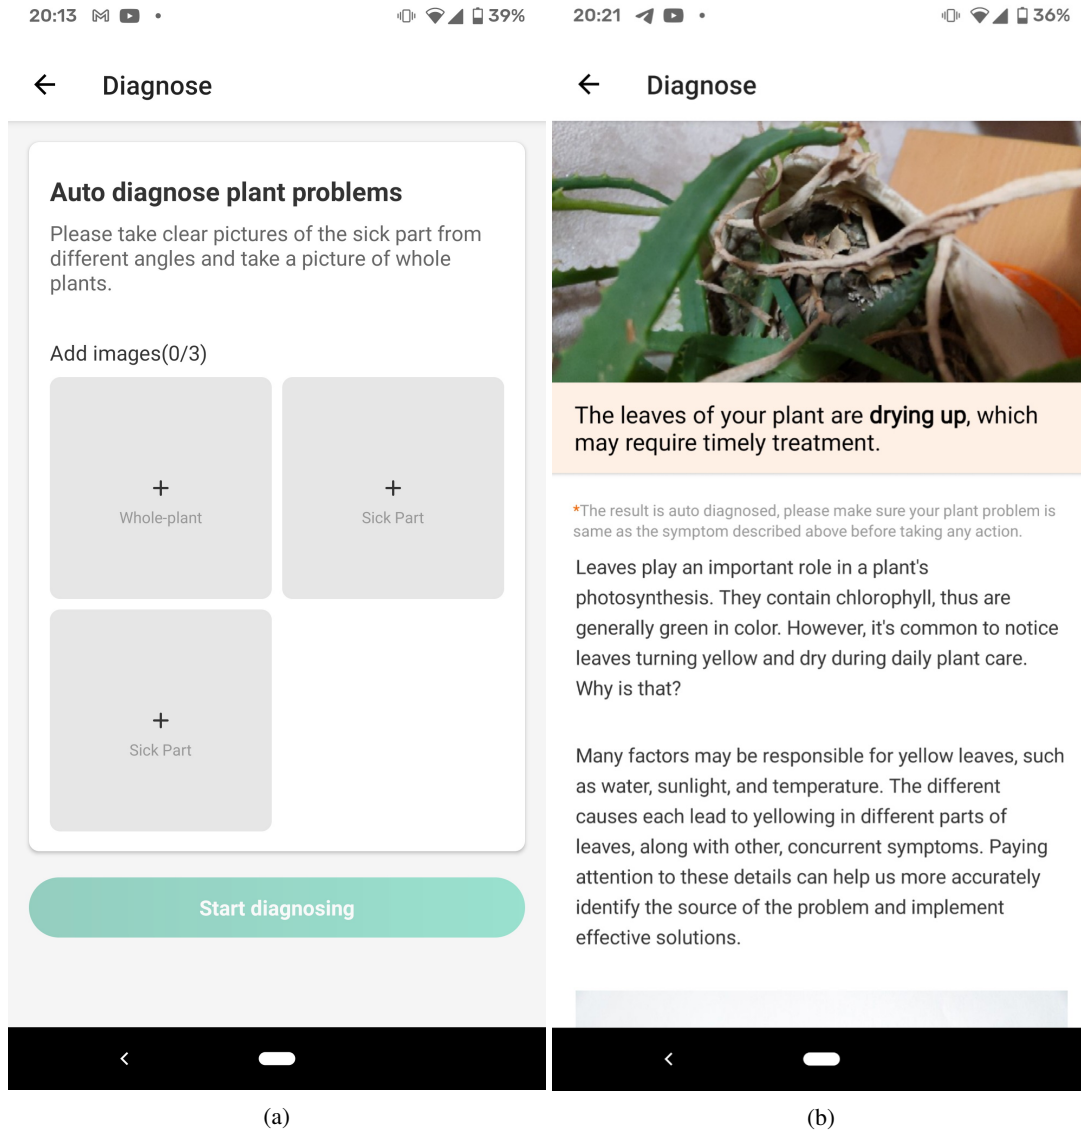 20:13
39%
Diagnose
Auto diagnose plant problems
Please take clear pictures of the sick part from
different angles and take a picture of whole
plants.
Add images(0/3)
+
Whole-plant
+
Sick Part
+
Sick Part
Start diagnosing
(a)
20:21
36%
Diagnose
The leaves of your plant are drying up, which
may require timely treatment.
*The result is auto diagnosed, please make sure your plant problem is
same as the symptom described above before taking any action.
Leaves play an important role in a plant's
photosynthesis. They contain chlorophyll, thus are
generally green in color. However, it's common to notice
leaves turning yellow and dry during daily plant care.
Why is that?
Many factors may be responsible for yellow leaves, such
as water, sunlight, and temperature. The different
causes each lead to yellowing in different parts of
leaves, along with other, concurrent symptoms. Paying
attention to these details can help us more accurately
identify the source of the problem and implement
effective solutions.
(b)